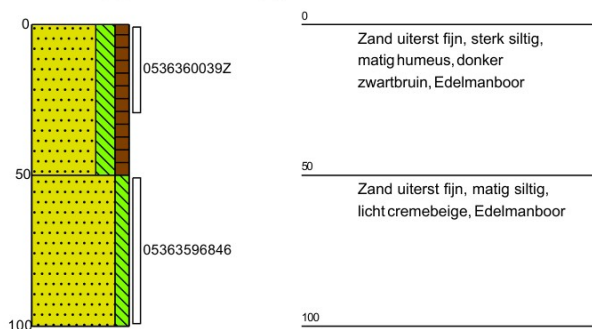 0
0536360039Z
50
05363596846
100
0
Zand uiterst fijn, sterk siltig,
matig humeus, donker
zwartbruin, Edelmanboor
50
Zand uiterst fijn, matig siltig,
licht cremebeige, Edelmanboor
100